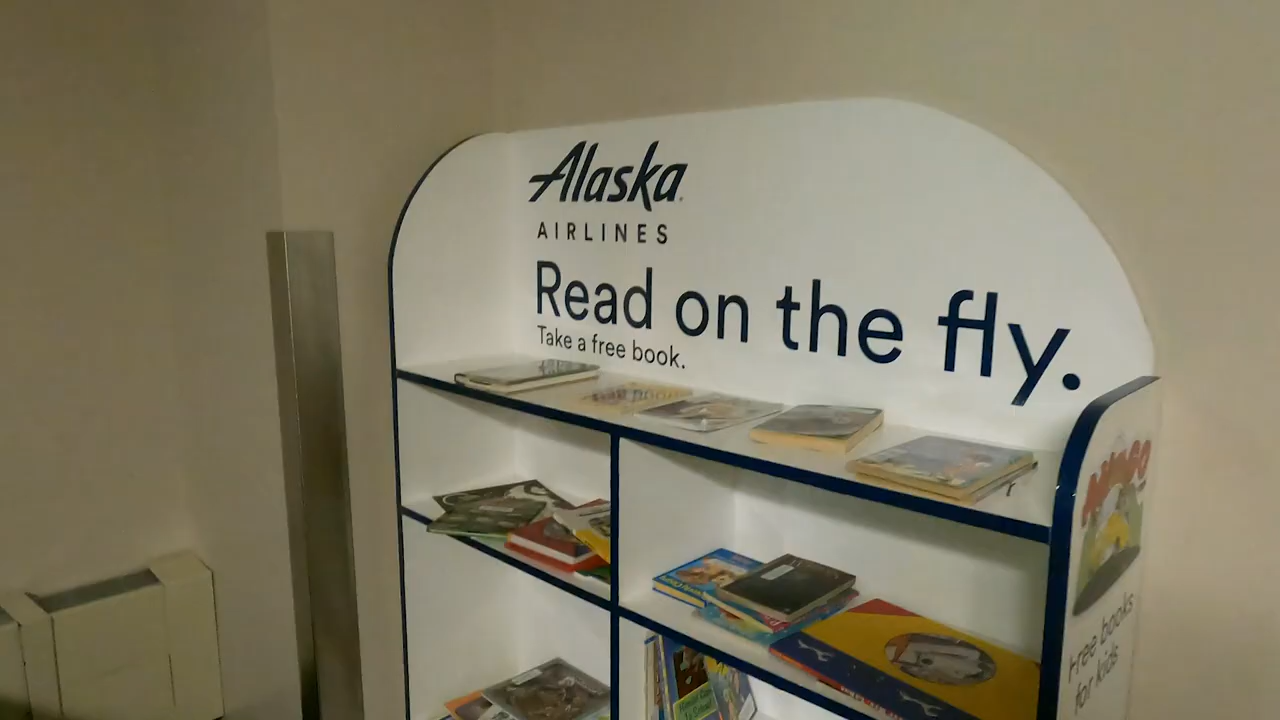 Alaska
AIRLINES
Read on the fly.
Take a free book.
Free books
for kids